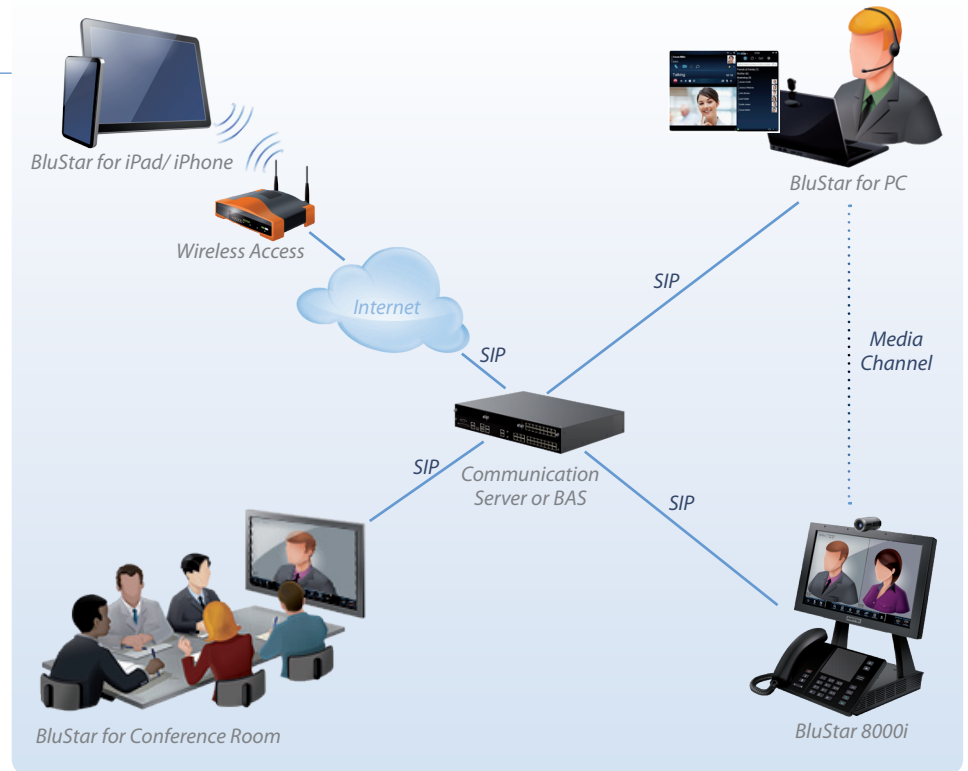 BluStar for iPad/ iPhone
BluStar for PC
Wireless Access
Internet
SIP
SIP
Media
Channel
SIP
Communication
Server or BAS
SIP
BluStar for Conference Room
BluStar 8000i
Talking